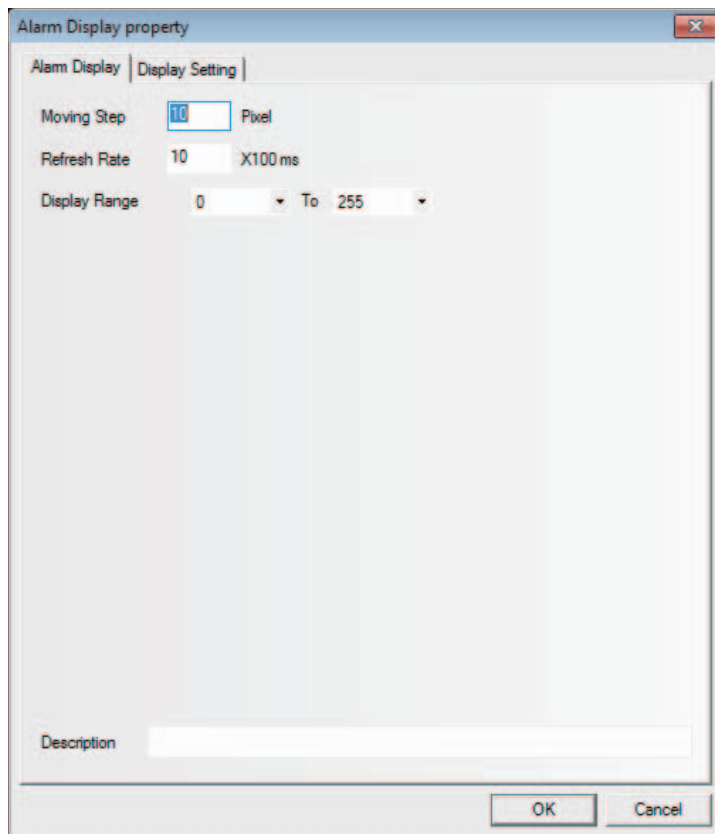 Alarm Display property
Alarm Display Display Setting
Moving Step 10 Pixel
Refresh Rate 10 X100 ms
Display Range 0 To 255
Description
OK Cancel